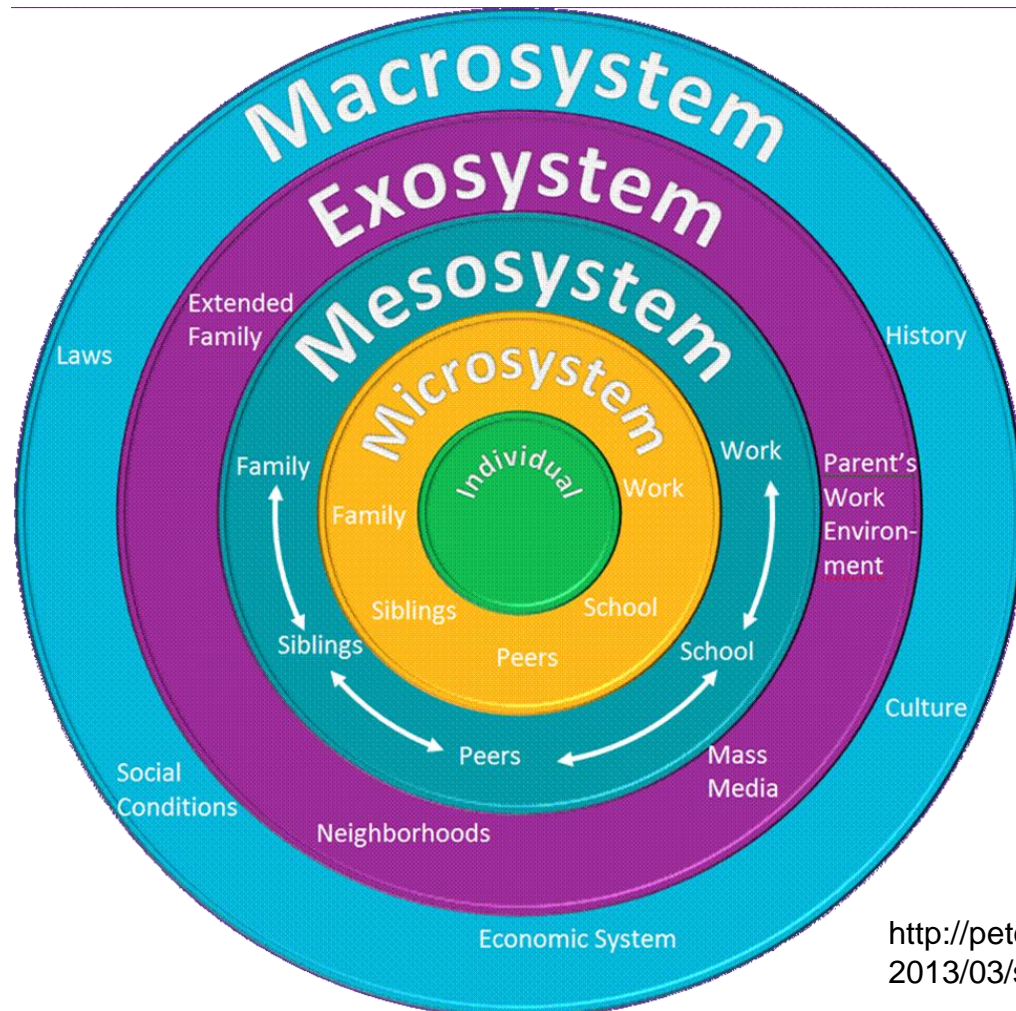 Macrosystem
Exosystem
Mesosystem
Microsystem
Individual
Extended
Family
Laws
History
Family
Work
Parent's
Work
Environ-
ment
Family
Work
Siblings
School
Peers
Siblings
School
Peers
Culture
Mass
Media
Social
Conditions
Neighborhoods
Economic System
http://pet
2013/03/s